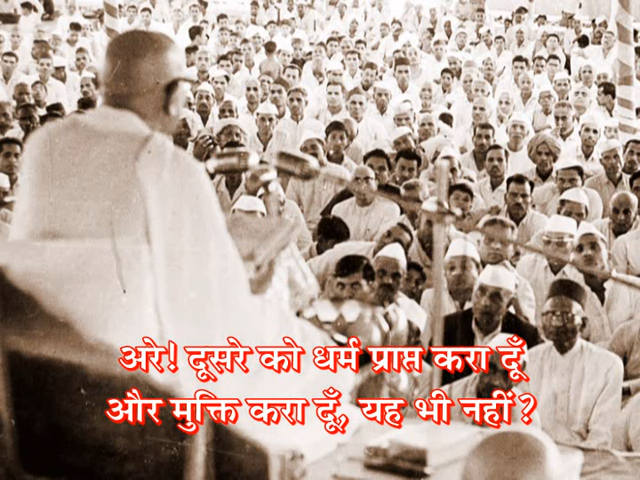 अरे! दूसरे को धर्म प्राप्त करा दूँ
और मुक्ति करा दूँ, यह भी नहीं?